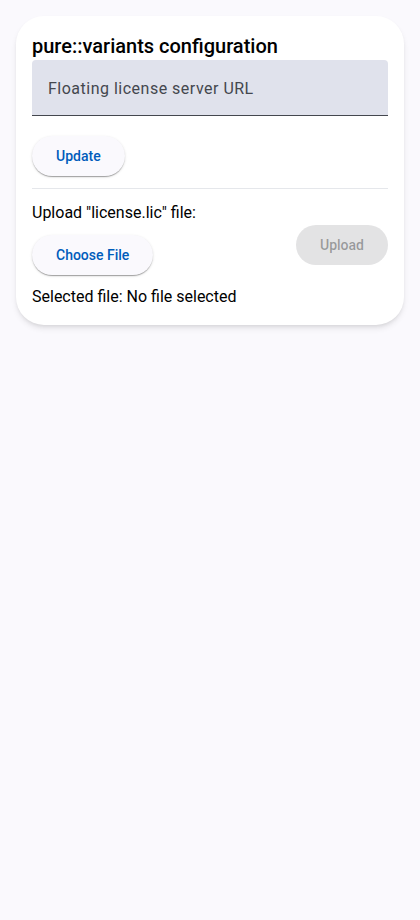 pure::variants configuration
Floating license server URL
Update
Upload "license.lic" file:
Choose File
Upload
Selected file: No file selected